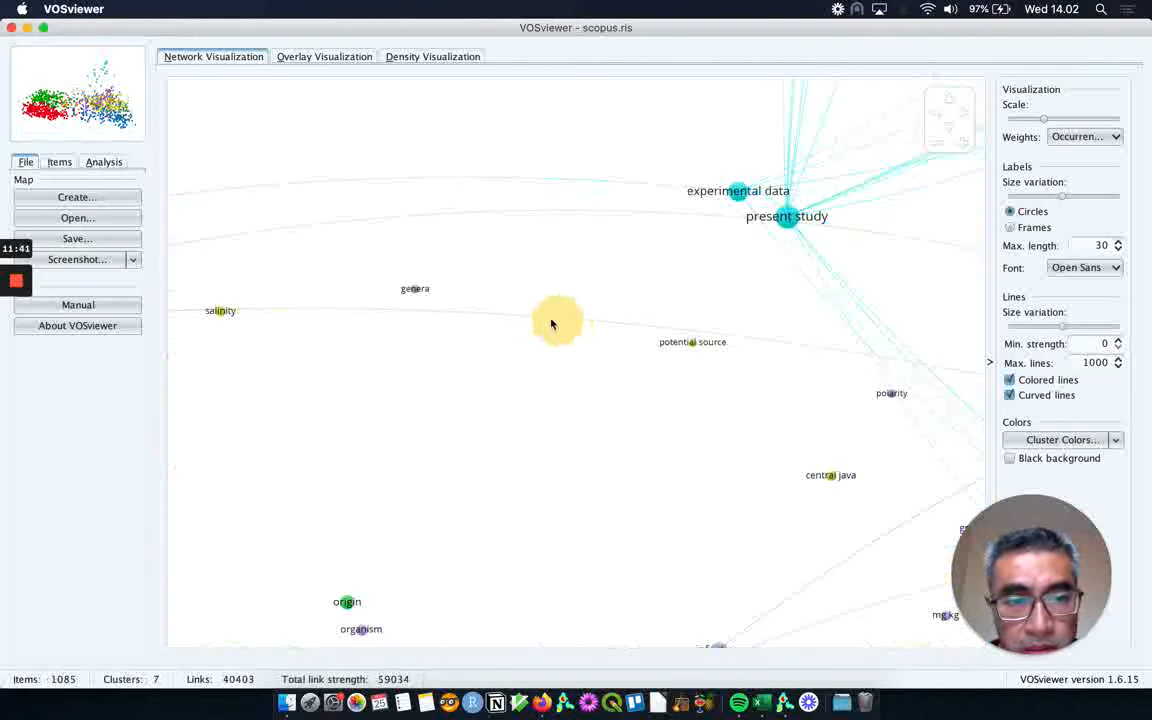 VOSviewer
97%
Wed 14.02
VOSviewer - scopus.ris
Network Visualization
Overlay Visualization
Density Visualization
File
Items
Analysis
Map
Create...
Open...
Save...
Screenshot...
Manual
About VOSviewer
11:41
experimental data
present study
genera
salinity
potential source
polarity
central java
origin
organism
mg kg
Visualization
Scale:
Weights:
Occurren...
Labels
Size variation:
Circles
Frames
Max. length:
30
Font:
Open Sans
Lines
Size variation:
Min. strength:
0
Max. lines:
1000
Colored lines
Curved lines
Colors
Cluster Colors...
Black background
>
Items: 1085
Clusters: 7
Links: 40403
Total link strength: 59034
VOSviewer version 1.6.15
25